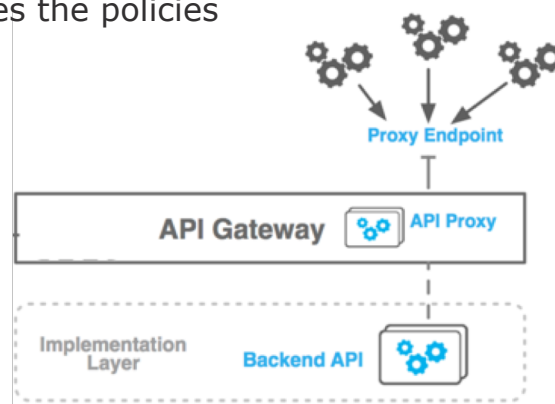 es the policies
Proxy Endpoint
API Gateway
API Proxy
Implementation
Layer
Backend API